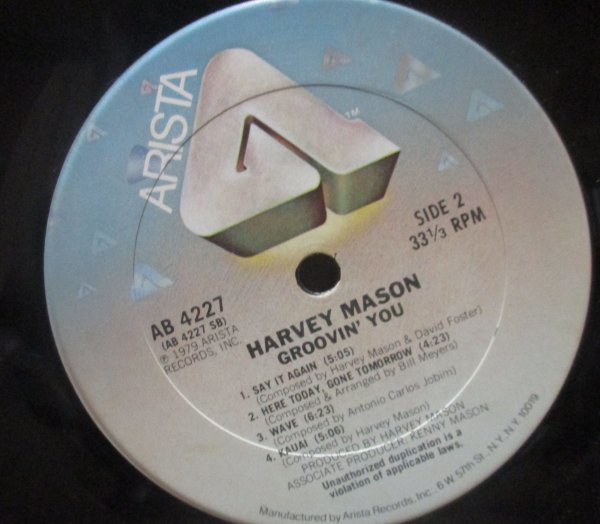 ARISTA
TM
SIDE 2
33 1/3 RPM
AB 4227
(AB 4227 SB)
℗ 1979 ARISTA
RECORDS, INC.
HARVEY MASON
GROOVIN' YOU
1. SAY IT AGAIN (5:05)
(Composed by Harvey Mason & David Foster)
2. HERE TODAY, GONE TOMORROW (4:23)
(Composed & Arranged by Bill Meyers)
3. WAVE (6:23)
(Composed by Antonio Carlos Jobim)
4. KAUAI (5:06)
(Composed by Harvey Mason)
PRODUCED BY HARVEY MASON
ASSOCIATE PRODUCER: KENNY MASON
Unauthorized duplication is a
violation of applicable laws.
Manufactured by Arista Records, Inc., 6 W. 57th St., N.Y., N.Y. 10019